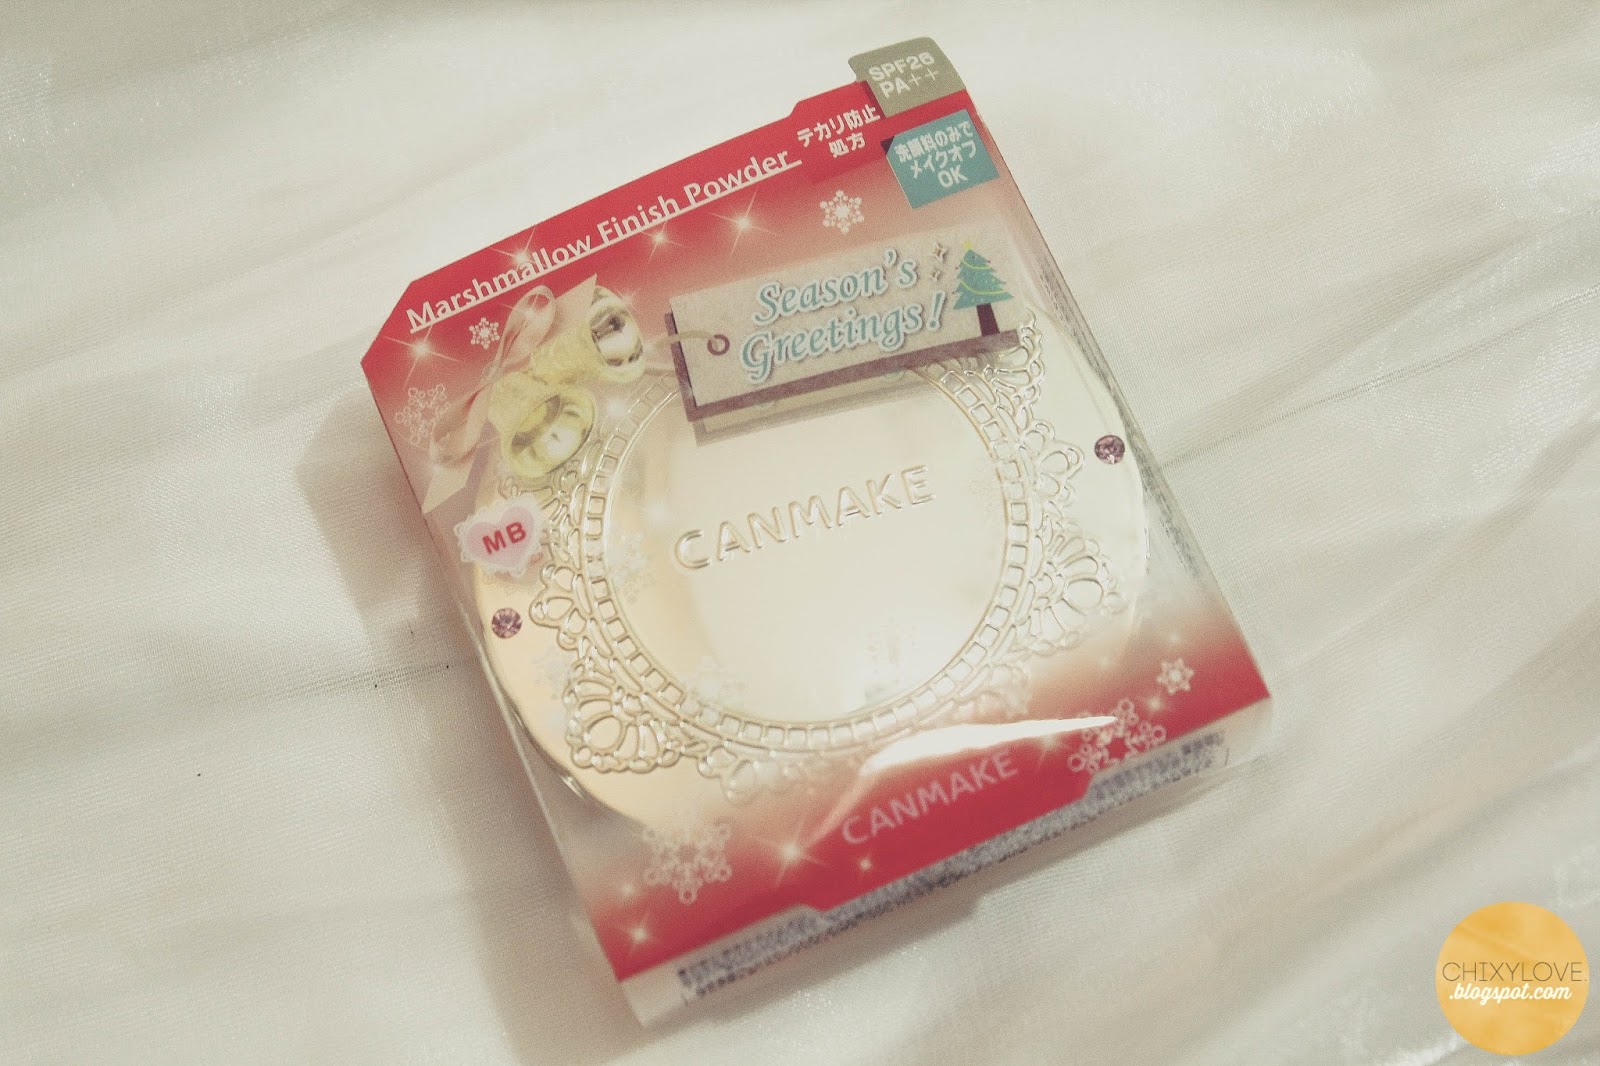 SPF26
PA++
テカリ防止
処方
洗顔料のみで
メイクオフ
OK
Marshmallow Finish Powder
Season's
Greetings!
CANMAKE
MB
CANMAKE
CHIXYLOVE.
.blogspot.com